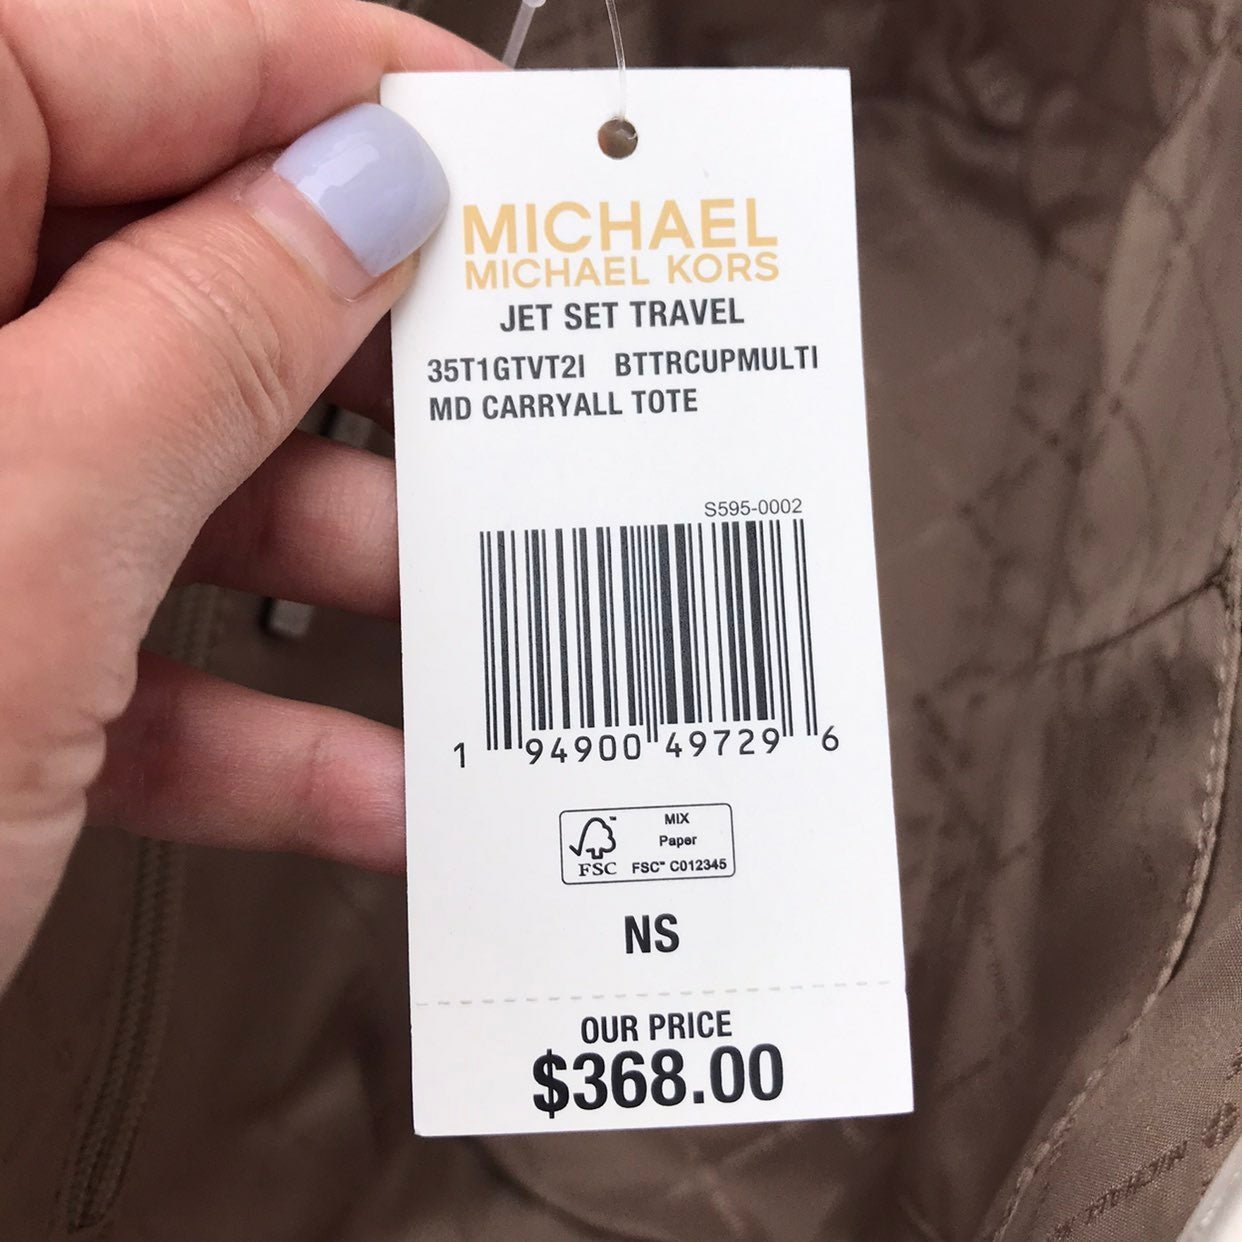 MICHAEL
MICHAEL KORS
JET SET TRAVEL
35T1GTVT2I BTTRCUPMULTI
MD CARRYALL TOTE
S595-0002
1 94900 49729 6
MIX
Paper
FSC FSC™ C012345
NS
OUR PRICE
$368.00